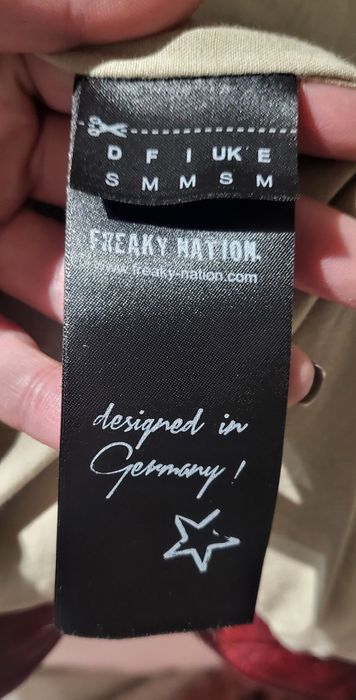 D F I UK E
S M M S M
FREAKY NATION.
www.freaky-nation.com
designed in
Germany!